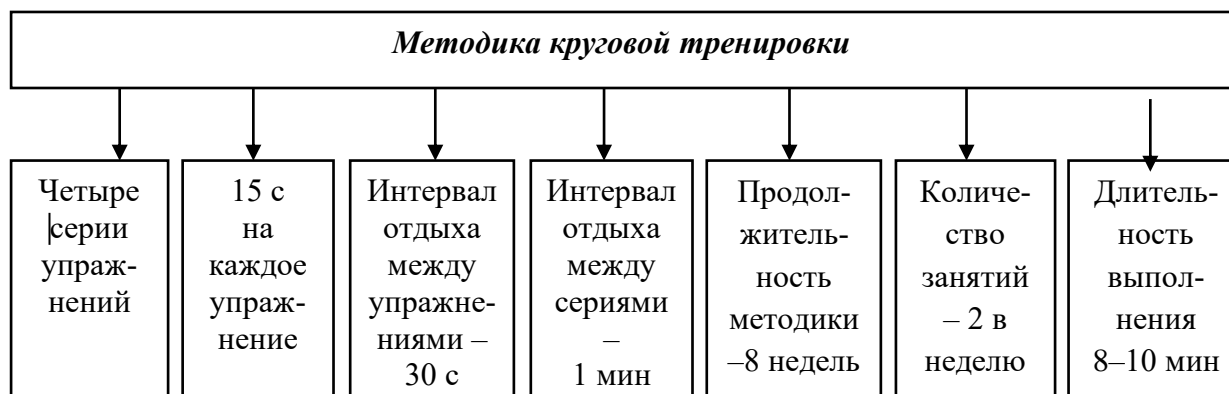 Методика круговой тренировки
Четыре
серии
упраж-
нений
15 с
на
каждое
упраж-
нение
Интервал
отдыха
между
упражне-
ниями –
30 с
Интервал
отдыха
между
сериями
–
1 мин
Продол-
житель-
ность
методики
–8 недель
Количе-
ство
занятий
– 2 в
неделю
Длитель-
ность
выпол-
нения
8–10 мин